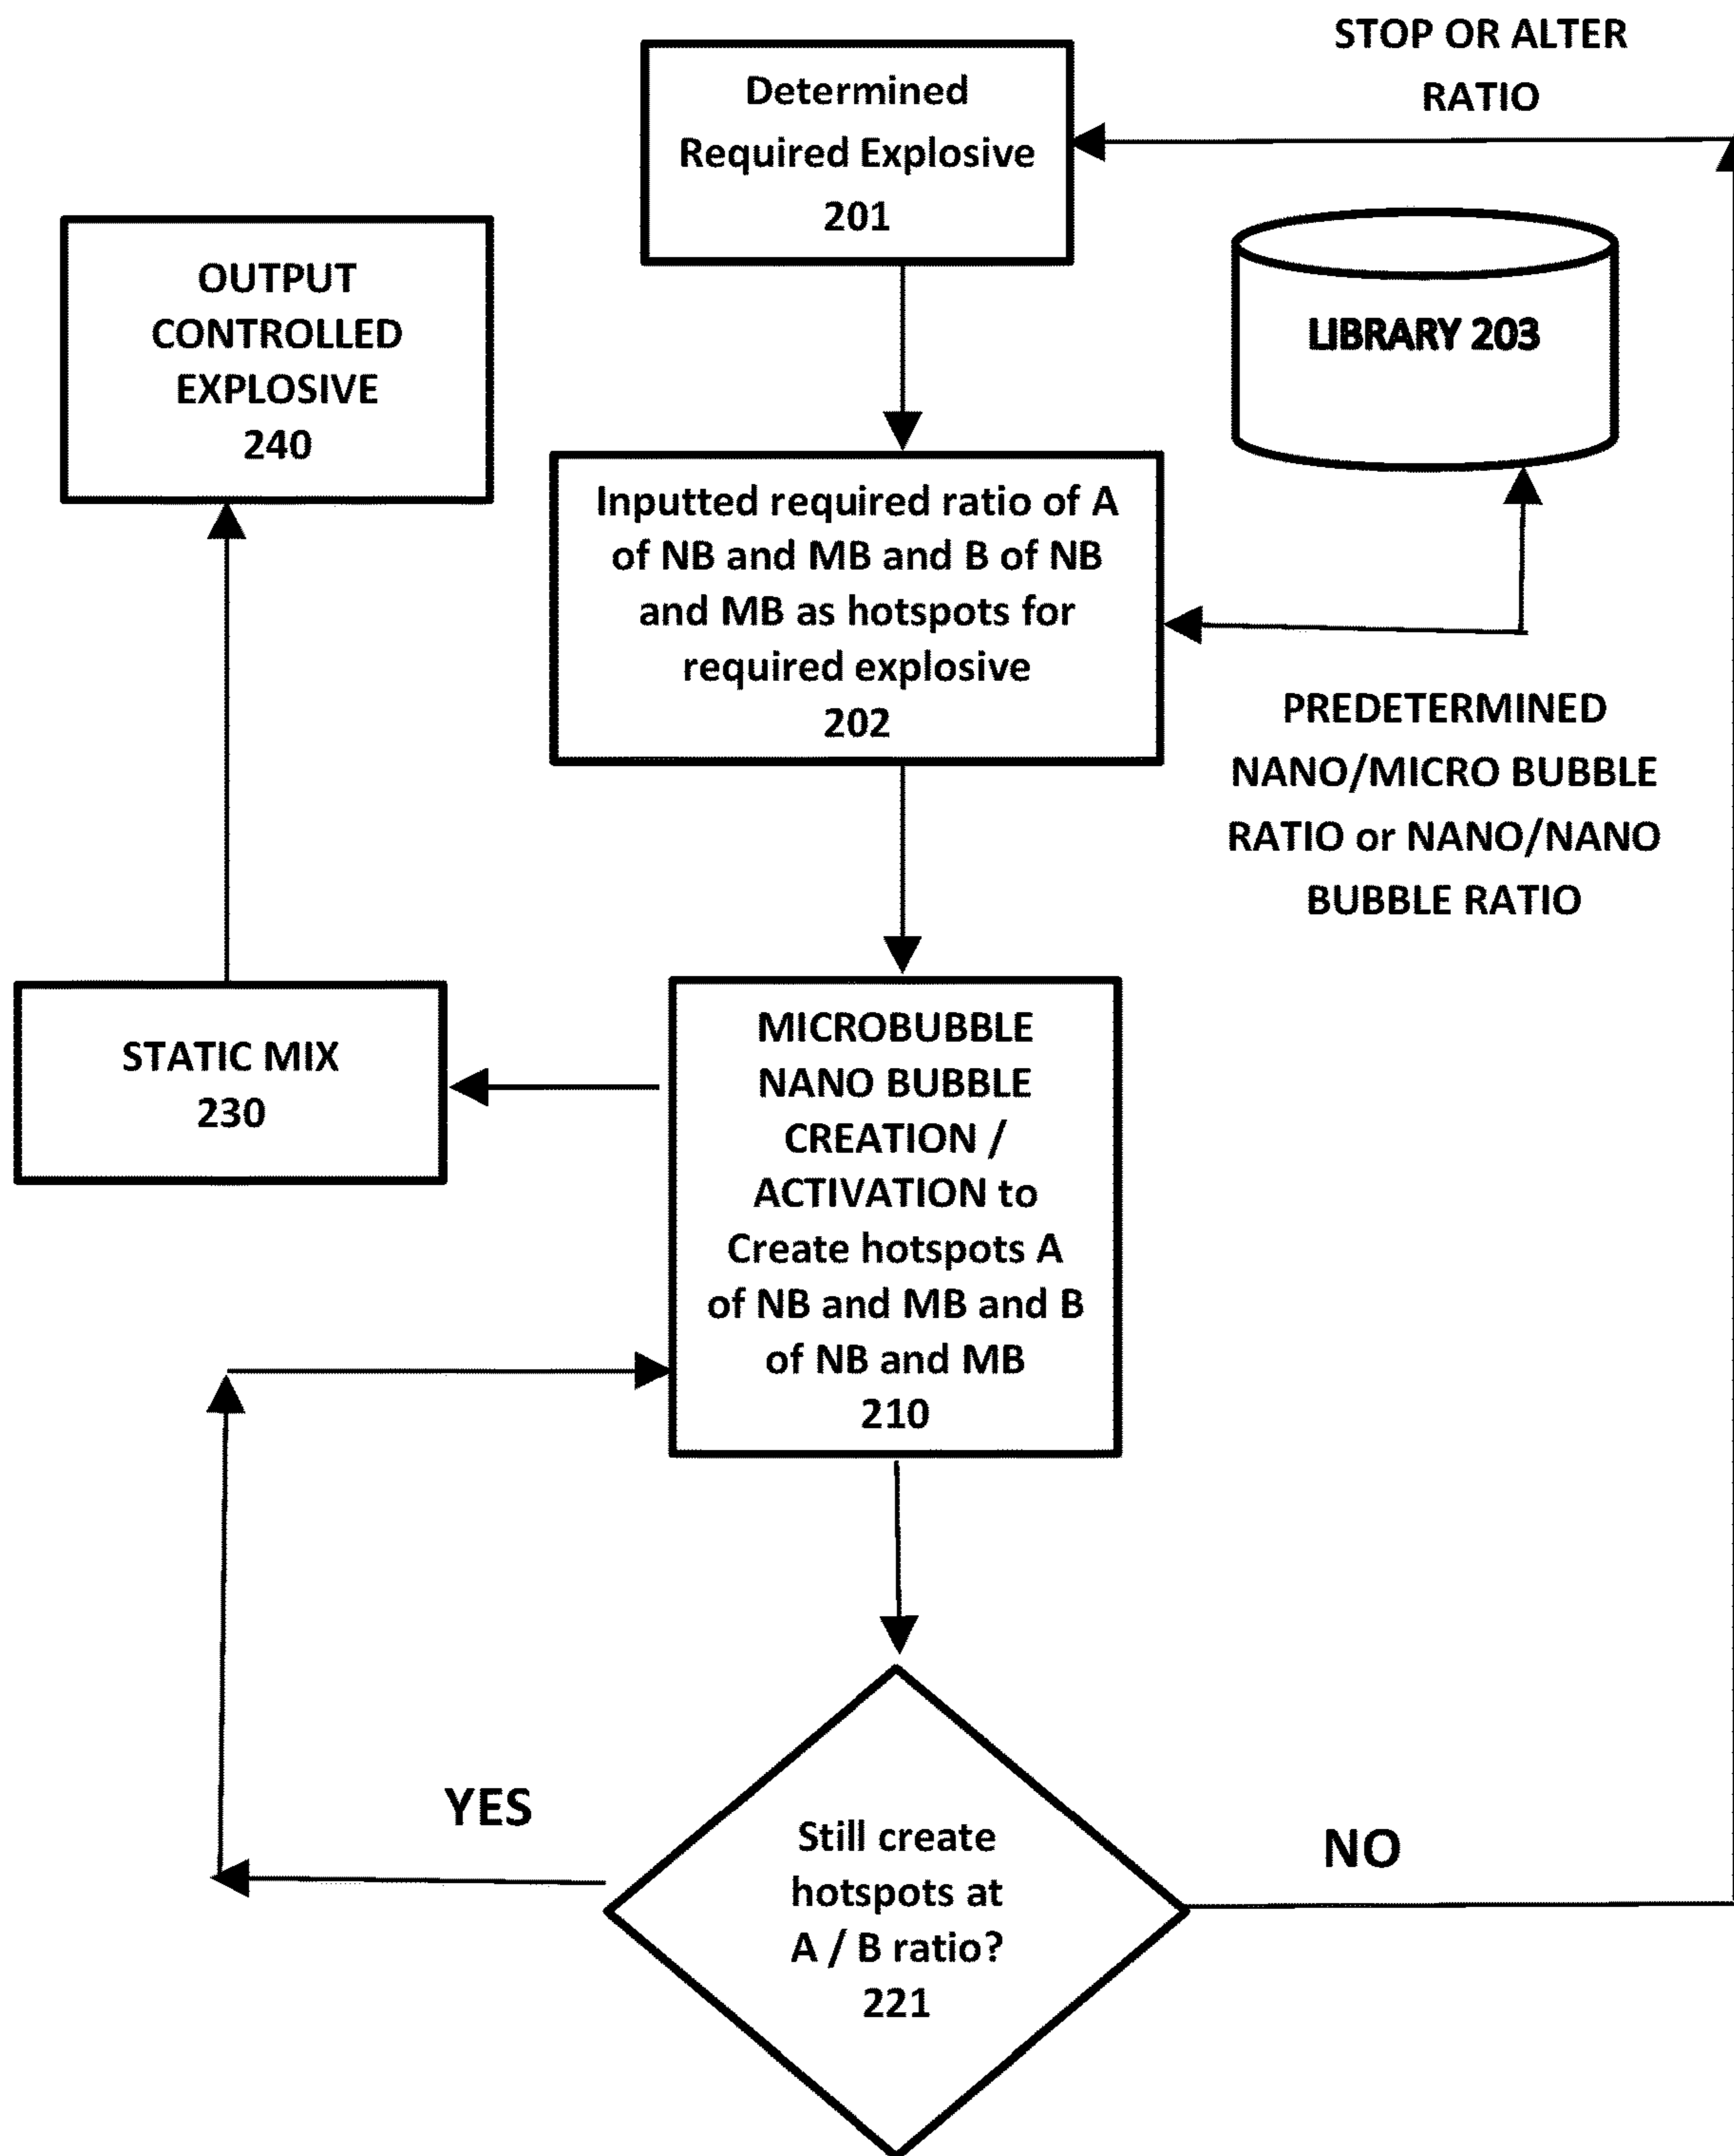 STOP OR ALTER
RATIO
Determined
Required Explosive
201
OUTPUT
CONTROLLED
EXPLOSIVE
240
LIBRARY 203
Inputted required ratio of A
of NB and MB and B of NB
and MB as hotspots for
required explosive
202
PREDETERMINED
NANO/MICRO BUBBLE
RATIO or NANO/NANO
BUBBLE RATIO
STATIC MIX
230
MICROBUBBLE
NANO BUBBLE
CREATION /
ACTIVATION to
Create hotspots A
of NB and MB and B
of NB and MB
210
YES
NO
Still create
hotspots at
A / B ratio?
221